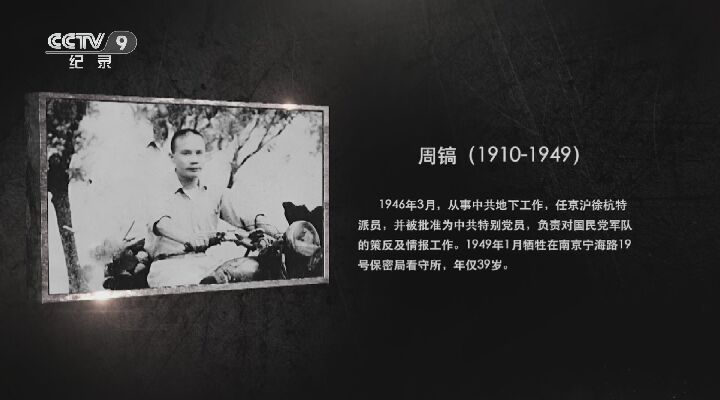 CCTV 9
纪录
周镐（1910-1949）
1946年3月，从事中共地下工作，任京沪徐杭特
派员，并被批准为中共特别党员，负责对国民党军队
的策反及情报工作。1949年1月牺牲在南京宁海路19
号保密局看守所，年仅39岁。